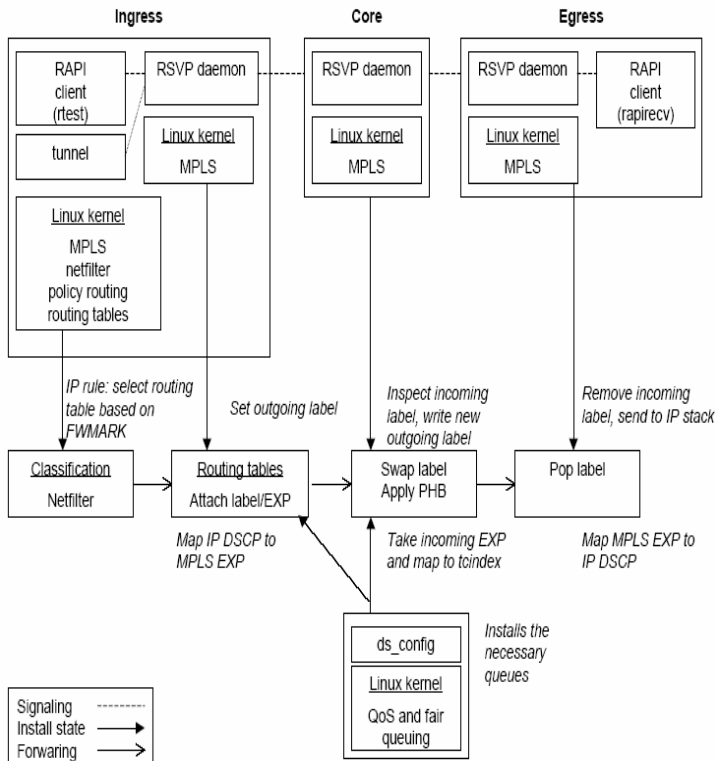 Ingress
Core
Egress
RAPI
client
(rtest)
RSVP daemon
RSVP daemon
RSVP daemon
RAPI
client
(rapirecv)
tunnel
Linux kernel
MPLS
Linux kernel
MPLS
Linux kernel
MPLS
Linux kernel
MPLS
netfilter
policy routing
routing tables
IP rule: select routing
table based on
FWMARK
Set outgoing label
Inspect incoming
label, write new
outgoing label
Remove incoming
label, send to IP stack
Classification
Netfilter
Routing tables
Attach label/EXP
Swap label
Apply PHB
Pop label
Map IP DSCP to
MPLS EXP
Take incoming EXP
and map to tcindex
Map MPLS EXP to
IP DSCP
ds_config
Linux kernel
QoS and fair
queuing
Installs the
necessary
queues
Signaling
Install state
Forwaring